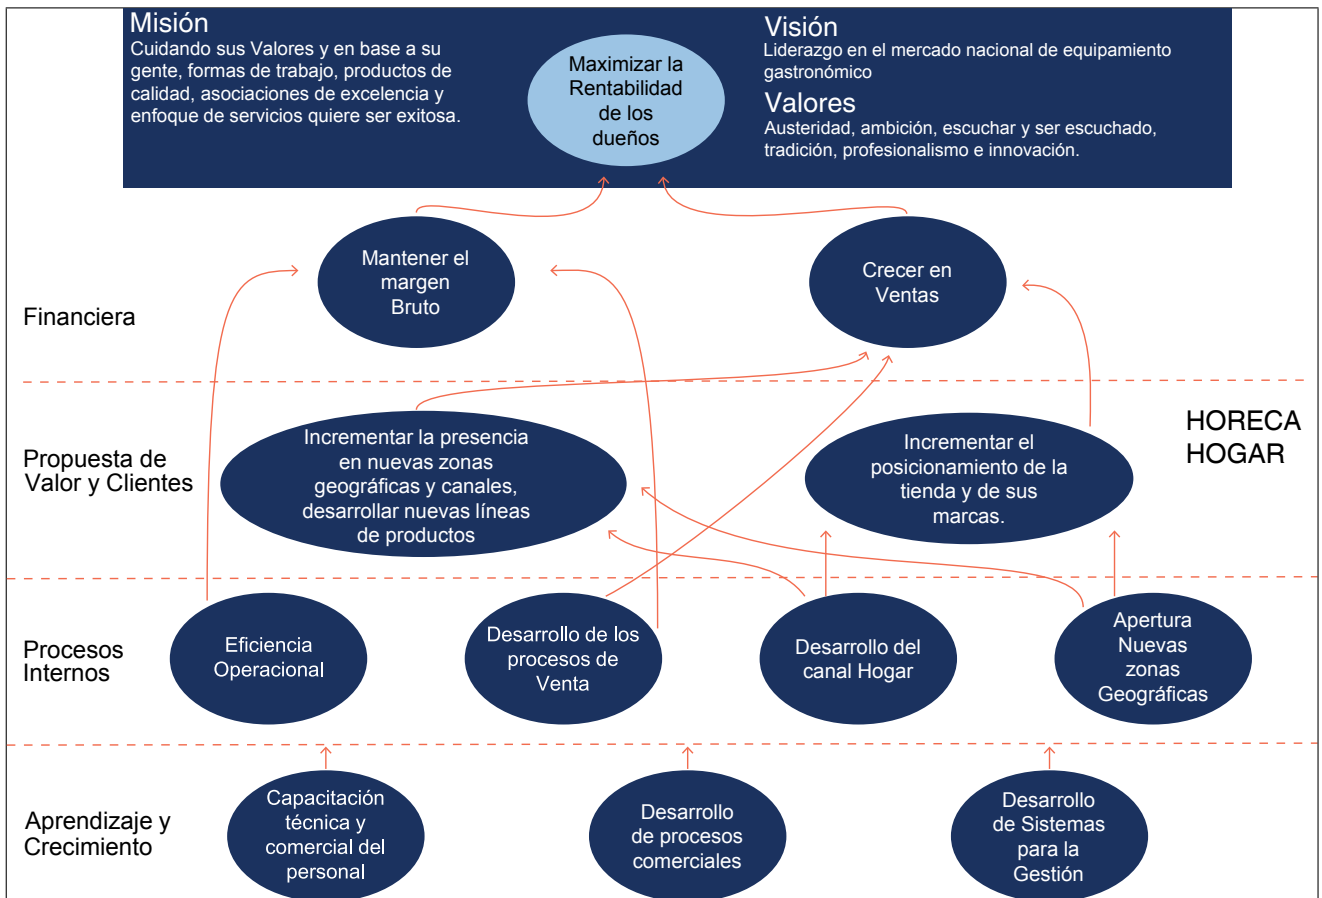 Misión
Cuidando sus Valores y en base a su
gente, formas de trabajo, productos de
calidad, asociaciones de excelencia y
enfoque de servicios quiere ser exitosa.
Maximizar la
Rentabilidad
de los
dueños
Visión
Liderazgo en el mercado nacional de equipamiento
gastronómico
Valores
Austeridad, ambición, escuchar y ser escuchado,
tradición, profesionalismo e innovación.
Financiera
Mantener el
margen
Bruto
Crecer en
Ventas
Propuesta de
Valor y Clientes
Incrementar la presencia
en nuevas zonas
geográficas y canales,
desarrollar nuevas líneas
de productos
Incrementar el
posicionamiento de la
tienda y de sus
marcas.
HORECA
HOGAR
Procesos
Internos
Eficiencia
Operacional
Desarrollo de los
procesos de
Venta
Desarrollo del
canal Hogar
Apertura
Nuevas
zonas
Geográficas
Aprendizaje y
Crecimiento
Capacitación
técnica y
comercial del
personal
Desarrollo
de procesos
comerciales
Desarrollo
de Sistemas
para la
Gestión